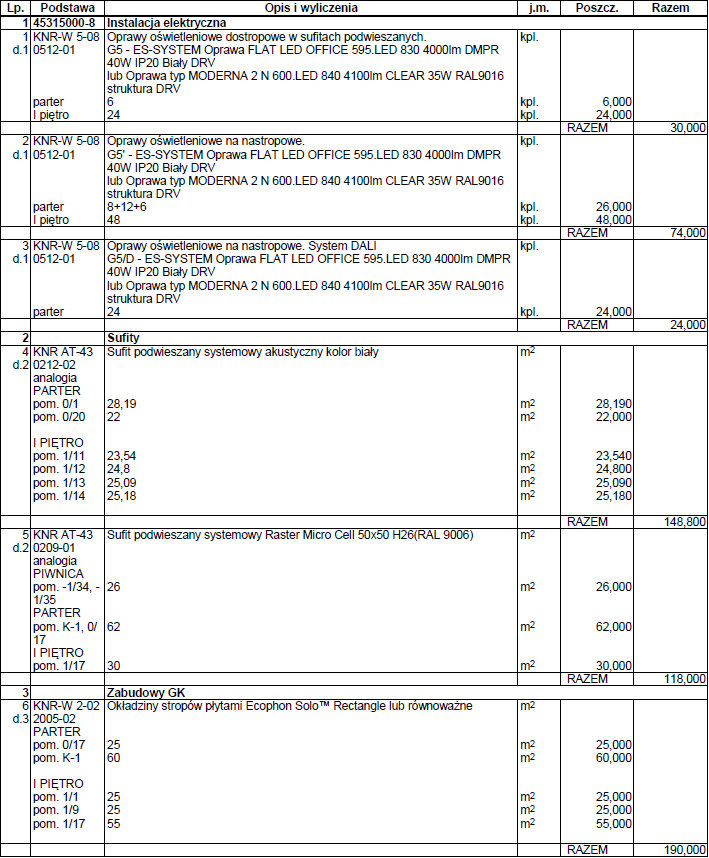 Lp. Podstawa Opis i wyliczenia j.m. Poszcz. Razem
1 45315000-8 Instalacja elektryczna
1 KNR-W 5-08 Oprawy oświetleniowe dostropowe w sufitach podwieszanych. kpl.
d.1 0512-01 G5 - ES-SYSTEM Oprawa FLAT LED OFFICE 595.LED 830 4000lm DMPR
40W IP20 Biały DRV
lub Oprawa typ MODERNA 2 N 600.LED 840 4100lm CLEAR 35W RAL9016
struktura DRV
parter 6 kpl. 6,000
I piętro 24 kpl. 24,000
RAZEM 30,000
2 KNR-W 5-08 Oprawy oświetleniowe na nastropowe. kpl.
d.1 0512-01 G5' - ES-SYSTEM Oprawa FLAT LED OFFICE 595.LED 830 4000lm DMPR
40W IP20 Biały DRV
lub Oprawa typ MODERNA 2 N 600.LED 840 4100lm CLEAR 35W RAL9016
struktura DRV
parter 8+12+6 kpl. 26,000
I piętro 48 kpl. 48,000
RAZEM 74,000
3 KNR-W 5-08 Oprawy oświetleniowe na nastropowe. System DALI kpl.
d.1 0512-01 G5/D - ES-SYSTEM Oprawa FLAT LED OFFICE 595.LED 830 4000lm DMPR
40W IP20 Biały DRV
lub Oprawa typ MODERNA 2 N 600.LED 840 4100lm CLEAR 35W RAL9016
struktura DRV
parter 24 kpl. 24,000
RAZEM 24,000
2 Sufity
4 KNR AT-43 Sufit podwieszany systemowy akustyczny kolor biały m2
d.2 0212-02
analogia
PARTER
pom. 0/1 28,19 m2 28,190
pom. 0/20 22 m2 22,000
I PIĘTRO
pom. 1/11 23,54 m2 23,540
pom. 1/12 24,8 m2 24,800
pom. 1/13 25,09 m2 25,090
pom. 1/14 25,18 m2 25,180
RAZEM 148,800
5 KNR AT-43 Sufit podwieszany systemowy Raster Micro Cell 50x50 H26(RAL 9006) m2
d.2 0209-01
analogia
PIWNICA
pom. -1/34, - 26 m2 26,000
1/35
PARTER
pom. K-1, 0/ 62 m2 62,000
17
I PIĘTRO
pom. 1/17 30 m2 30,000
RAZEM 118,000
3 Zabudowy GK
6 KNR-W 2-02 Okładziny stropów płytami Ecophon Solo™ Rectangle lub równoważne m2
d.3 2005-02
PARTER
pom. 0/17 25 m2 25,000
pom. K-1 60 m2 60,000
I PIĘTRO
pom. 1/1 25 m2 25,000
pom. 1/9 25 m2 25,000
pom. 1/17 55 m2 55,000
RAZEM 190,000